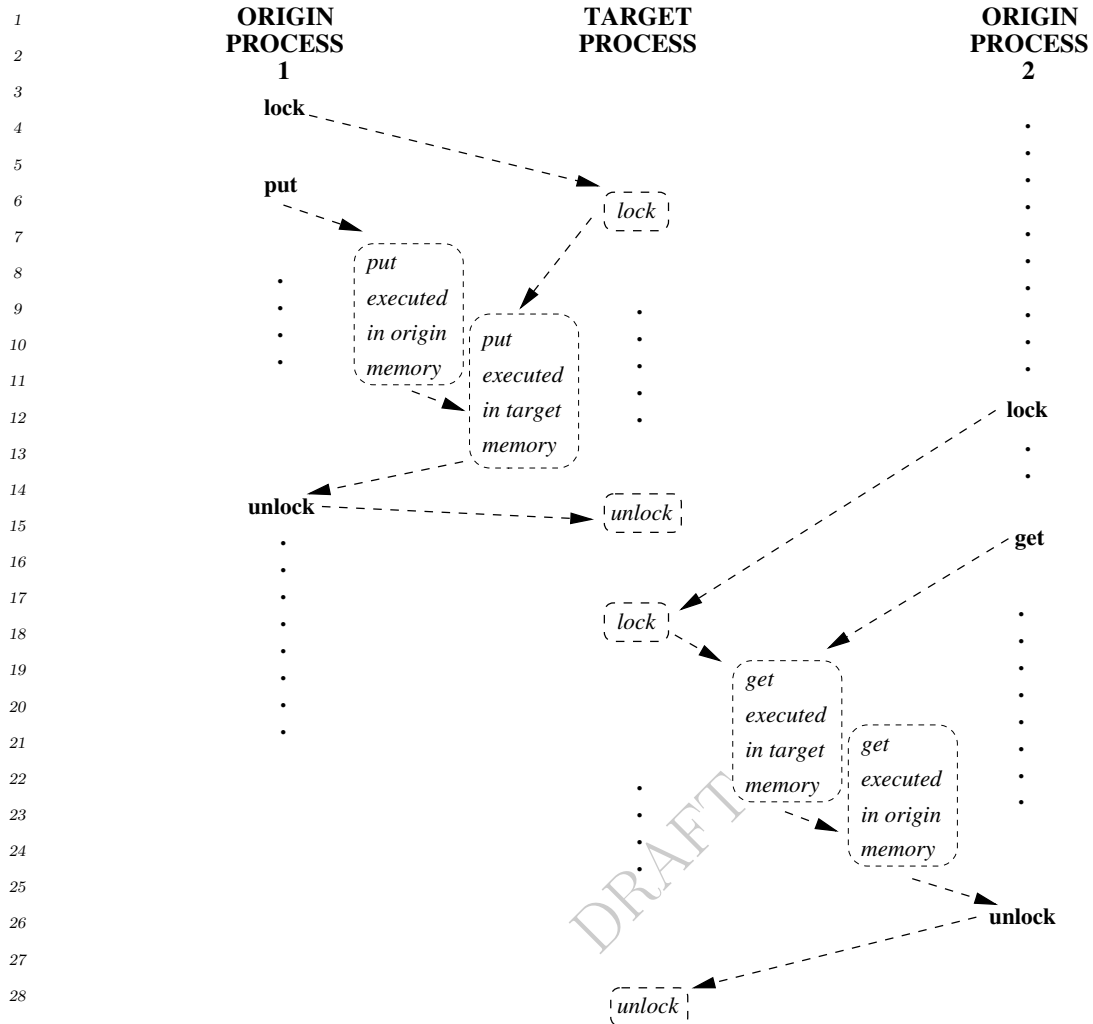 1
ORIGIN TARGET ORIGIN
PROCESS PROCESS PROCESS
2
1 2
3
lock
4
5
put
6
lock
7
put
8
executed
9
in origin put
10
memory executed
11
in target
12
lock
memory
13
14
unlock unlock
15
get
16
17
lock
18
get
19
executed
20
in target get
21
memory executed
22
in origin
23
memory
24
DRAFT
25
unlock
26
27
unlock
28